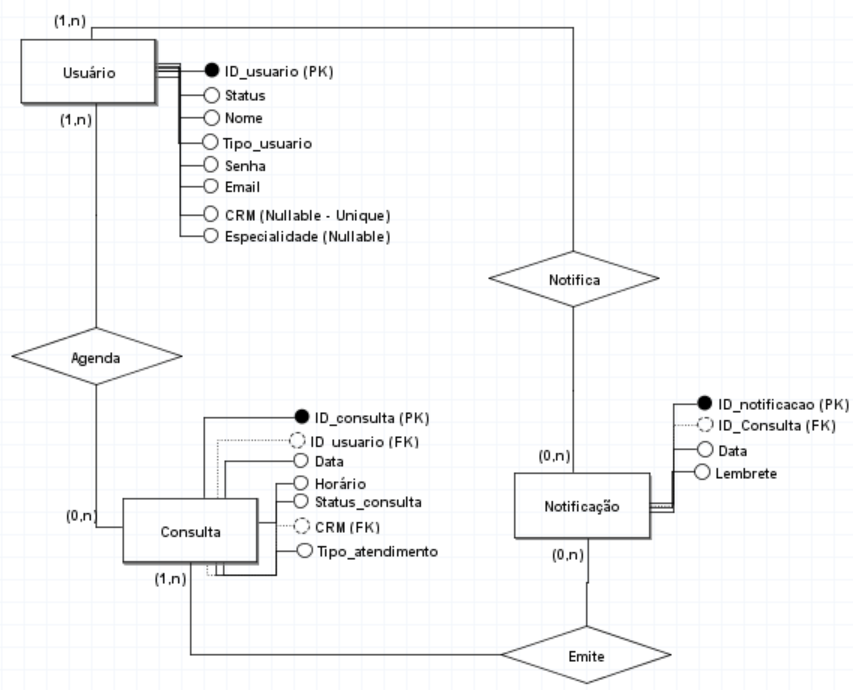 (1,n)
Usuário
ID_usuario (PK)
Status
Nome
Tipo_usuario
Senha
Email
CRM (Nullable - Unique)
Especialidade (Nullable)
(1,n)
Notifica
Agenda
ID_consulta (PK)
ID_usuario (FK)
Data
Horário
Status_consulta
CRM (FK)
Tipo_atendimento
(0,n)
Consulta
(1,n)
ID_notificacao (PK)
ID_Consulta (FK)
Data
Lembrete
(0,n)
Notificação
(0,n)
Emite